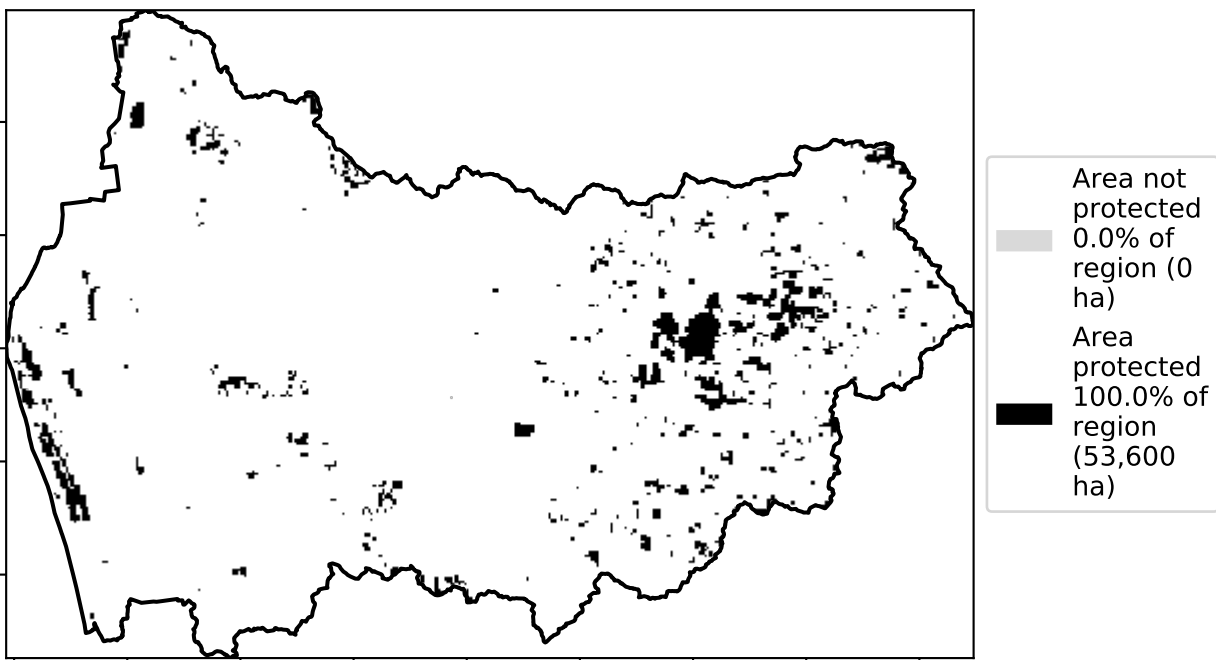 Area not
protected
0.0% of
region (0
ha)
Area
protected
100.0% of
region
(53,600
ha)